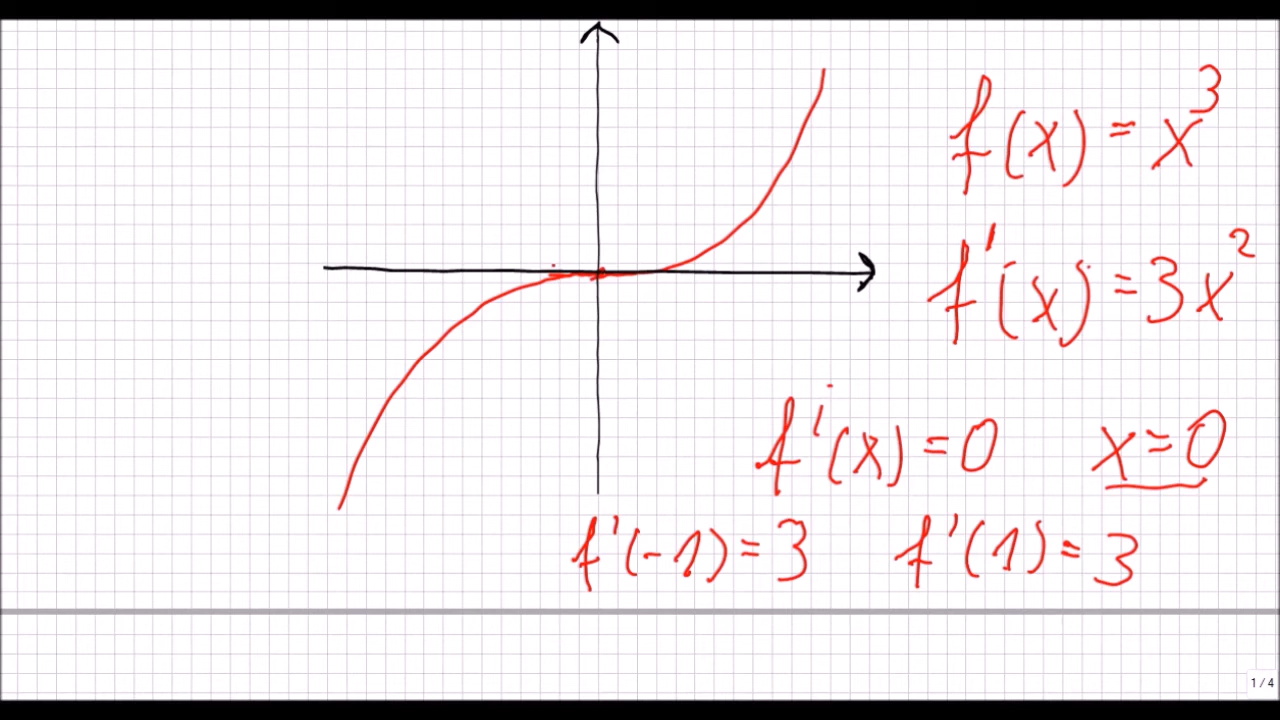 f(x) = x³
f'(x) = 3x²
f'(x) = 0 x = 0
f'(-1) = 3 f'(1) = 3
1 / 4